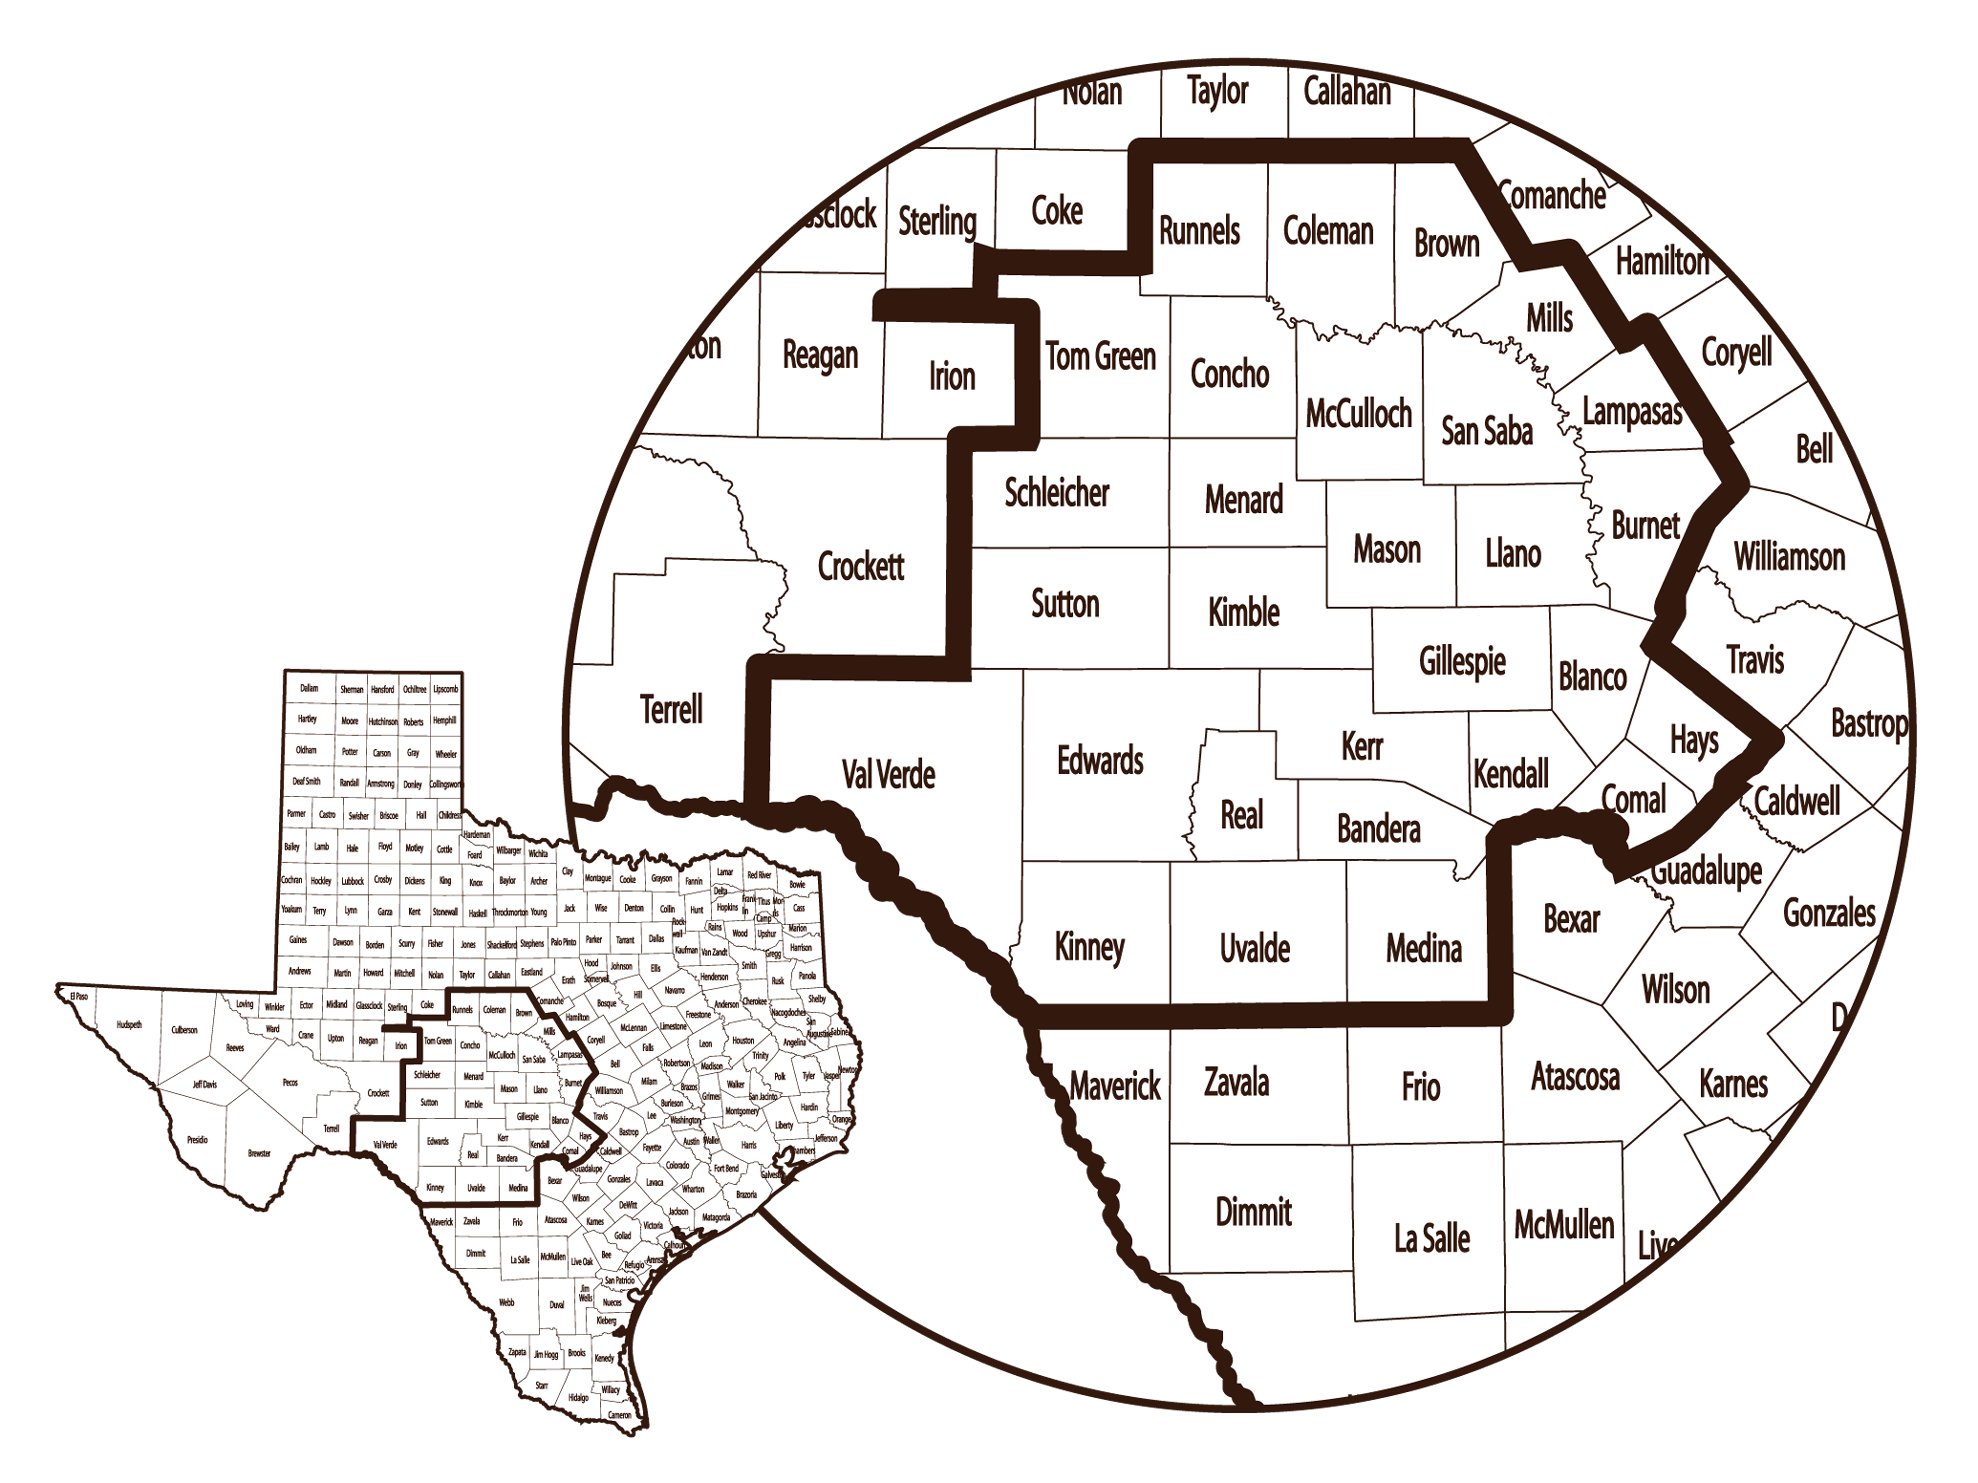 Nolan
Taylor
Callahan
Comanche
Sterling
Coke
Runnels
Coleman
Brown
Hamilton
Mills
Reagan
Irion
Tom Green
Concho
McCulloch
San Saba
Lampasas
Coryell
Bell
Schleicher
Menard
Mason
Llano
Burnet
Williamson
Crockett
Sutton
Kimble
Gillespie
Blanco
Travis
Terrell
Val Verde
Edwards
Kerr
Kendall
Hays
Bastrop
Real
Bandera
Comal
Caldwell
Guadalupe
Kinney
Uvalde
Medina
Bexar
Gonzales
Wilson
Maverick
Zavala
Frio
Atascosa
Karnes
Dimmit
La Salle
McMullen
Live
Dallam
Sherman
Hansford
Ochiltree
Lipscomb
Hartley
Moore
Hutchinson
Roberts
Hemphill
Oldham
Potter
Carson
Gray
Wheeler
Deaf Smith
Randall
Armstrong
Donley
Collingsworth
Parmer
Castro
Swisher
Briscoe
Hall
Childress
Hardeman
Bailey
Lamb
Hale
Floyd
Motley
Cottle
Foard
Wilbarger
Wichita
Clay
Montague
Cooke
Grayson
Fannin
Lamar
Red River
Bowie
Cochran
Hockley
Lubbock
Crosby
Dickens
King
Knox
Baylor
Archer
Delta
Yoakum
Terry
Lynn
Garza
Kent
Stonewall
Haskell
Throckmorton
Young
Jack
Wise
Denton
Collin
Hunt
Hopkins
Titus
Camp
Cass
Gaines
Dawson
Borden
Scurry
Fisher
Jones
Shackelford
Stephens
Palo Pinto
Parker
Tarrant
Dallas
Kaufman
Rains
Van Zandt
Wood
Upshur
Marion
Harrison
Gregg
Andrews
Martin
Howard
Mitchell
Nolan
Taylor
Callahan
Eastland
Erath
Hood
Somervell
Johnson
Ellis
Henderson
Smith
Rusk
Panola
El Paso
Loving
Winkler
Ector
Midland
Glassclock
Sterling
Coke
Runnels
Coleman
Brown
Comanche
Hamilton
Bosque
Hill
Navarro
Anderson
Cherokee
Shelby
Nacogdoches
San
Augustine
Sabine
Hudspeth
Culberson
Reeves
Ward
Crane
Upton
Reagan
Irion
Tom Green
Concho
McCulloch
San Saba
Mills
Lampasas
Coryell
McLennan
Limestone
Freestone
Leon
Houston
Angelina
Trinity
Jeff Davis
Pecos
Crockett
Schleicher
Menard
Mason
Llano
Burnet
Bell
Falls
Robertson
Madison
Walker
Polk
Tyler
Jasper
Newton
Williamson
Milam
Brazos
Grimes
San Jacinto
Hardin
Orange
Presidio
Brewster
Terrell
Sutton
Kimble
Gillespie
Blanco
Travis
Lee
Burleson
Washington
Montgomery
Liberty
Jefferson
Val Verde
Edwards
Real
Kerr
Bandera
Kendall
Hays
Comal
Caldwell
Bastrop
Fayette
Austin
Waller
Harris
Chambers
Galveston
Kinney
Uvalde
Medina
Bexar
Guadalupe
Gonzales
Lavaca
Colorado
Fort Bend
Wharton
Brazoria
Maverick
Zavala
Frio
Atascosa
Wilson
Karnes
DeWitt
Jackson
Matagorda
Victoria
Goliad
Calhoun
Dimmit
La Salle
McMullen
Live Oak
Bee
Refugio
San Patricio
Webb
Duval
Jim
Wells
Nueces
Kleberg
Zapata
Jim Hogg
Brooks
Kenedy
Starr
Hidalgo
Willacy
Cameron